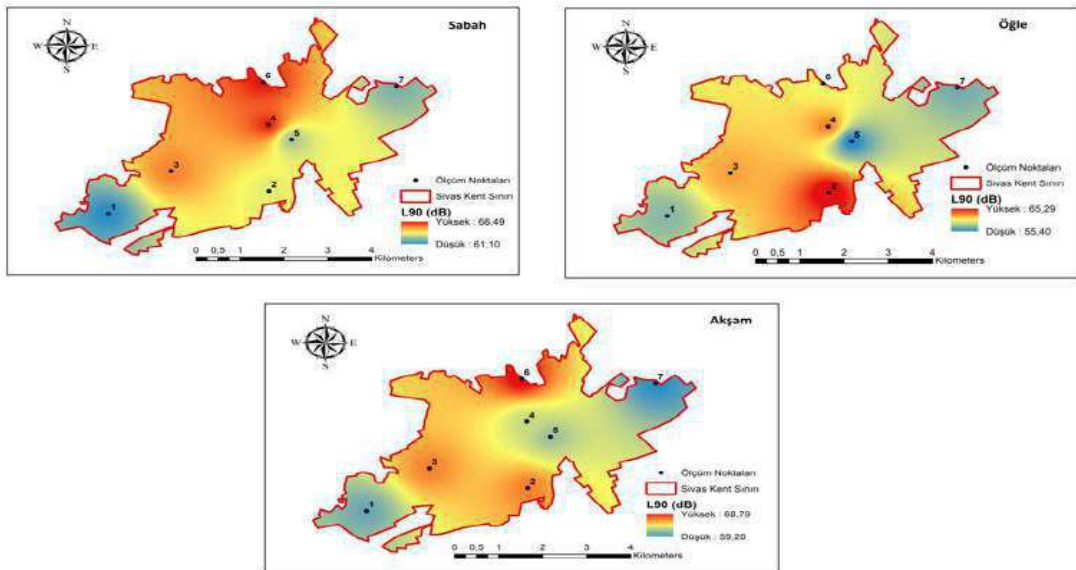 Sabah
N
W E
S
6
7
4
5
3
2
1
Ölçüm Noktaları
Sivas Kent Sınırı
L90 (dB)
Yüksek : 66,49
Düşük : 61,10
0 0,5 1 2 3 4
Kilometers
Öğle
N
W E
S
6
7
4
5
3
2
1
Ölçüm Noktaları
Sivas Kent Sınırı
L90 (dB)
Yüksek : 65,29
Düşük : 55,40
0 0,5 1 2 3 4
Kilometers
Akşam
N
W E
S
6
7
4
5
3
2
1
Ölçüm Noktaları
Sivas Kent Sınırı
L90 (dB)
Düşük : 59,20
0 0,5 1 2 3 4
Kilometers